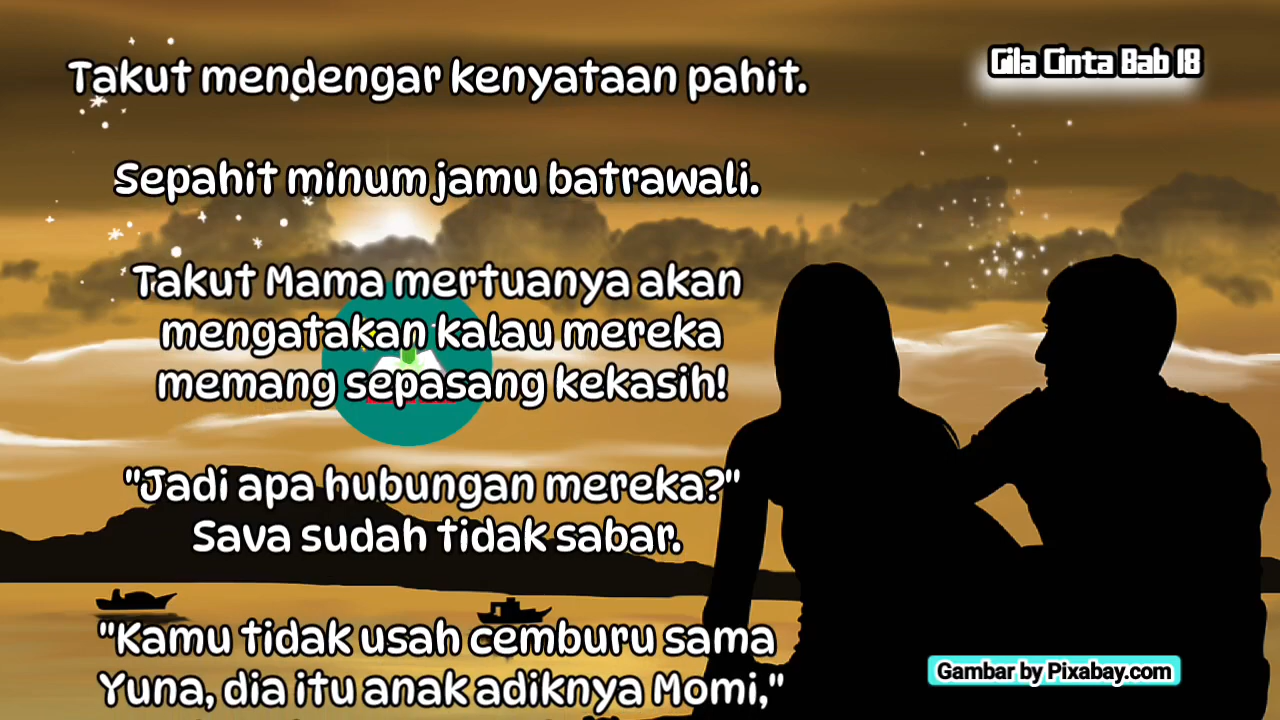 Takut mendengar kenyataan pahit.
Gila Cinta Bab 18
Sepahit minum jamu batrawali.
Takut Mama mertuanya akan
mengatakan kalau mereka
memang sepasang kekasih!
"Jadi apa hubungan mereka?"
Sava sudah tidak sabar.
"Kamu tidak usah cemburu sama
Yuna, dia itu anak adiknya Momi,"
Gambar by Pixabay.com